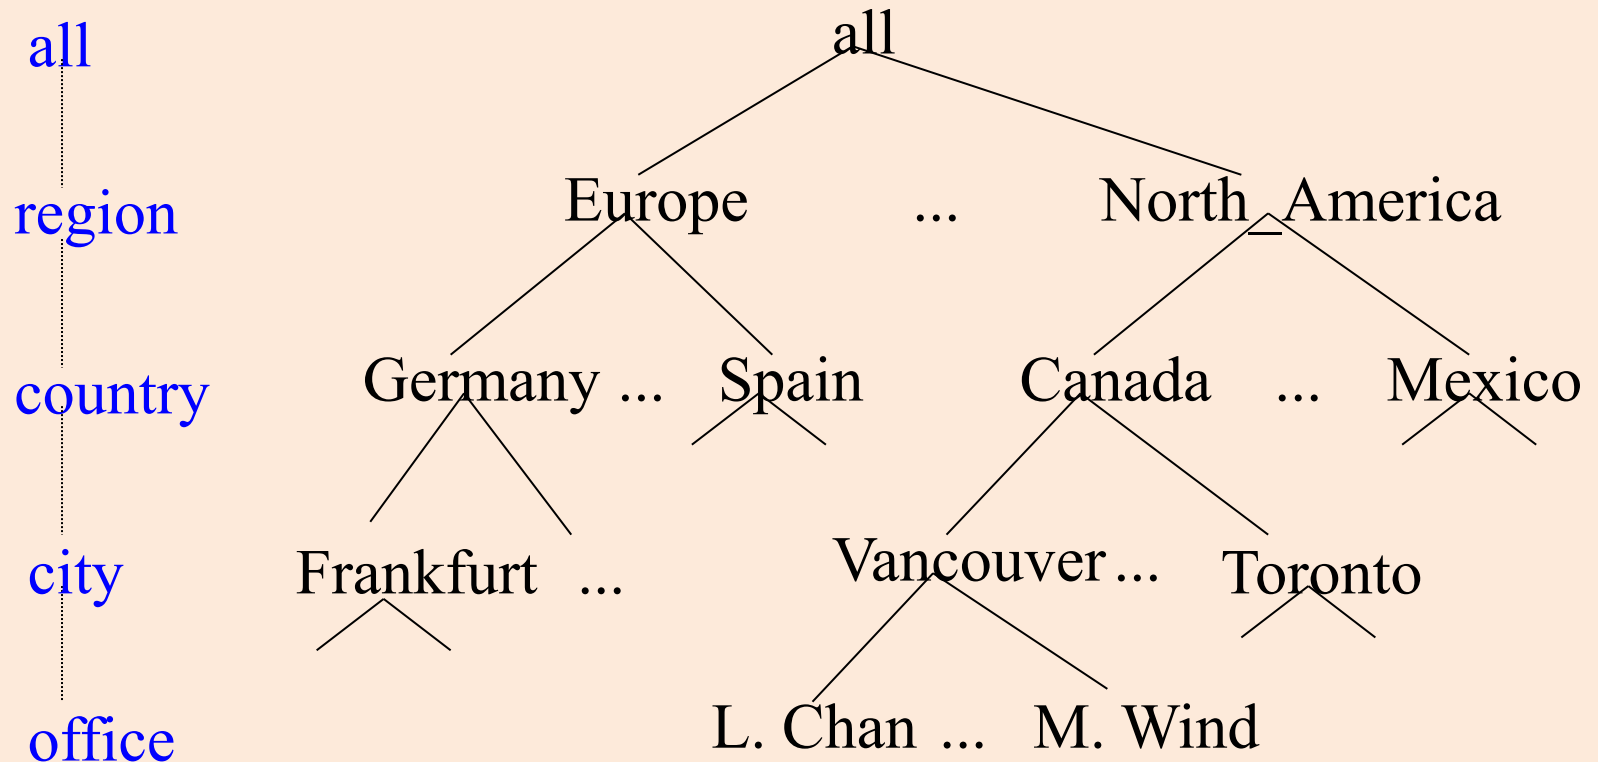 all all
region Europe ... North_America
country Germany ... Spain Canada ... Mexico
city Frankfurt ... Vancouver ... Toronto
office L. Chan ... M. Wind